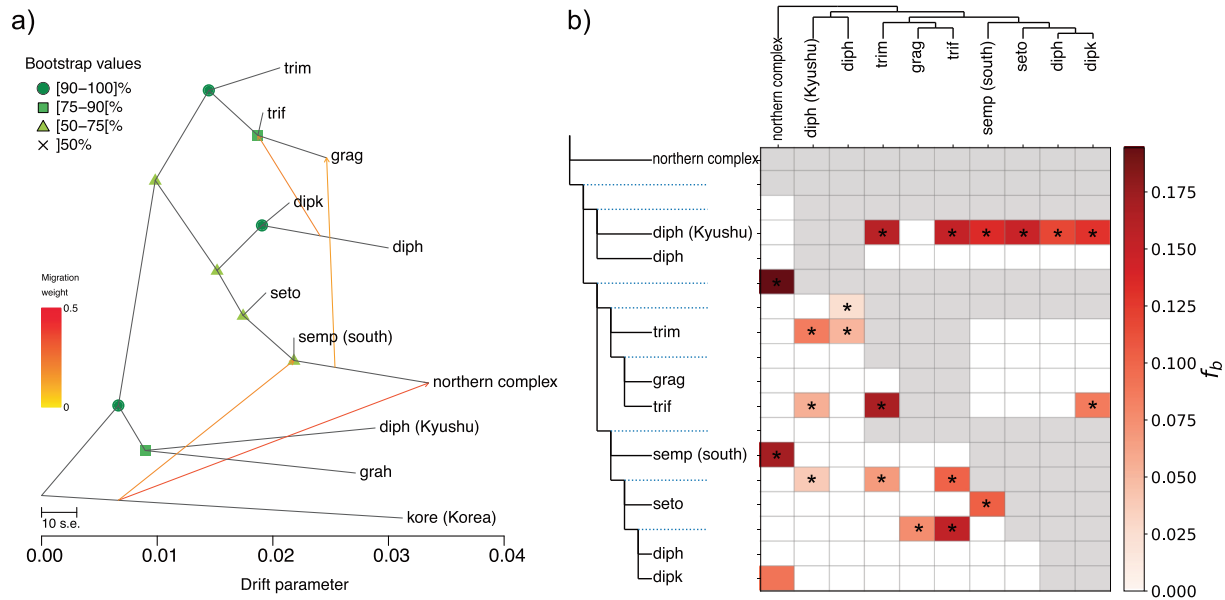 a)
Bootstrap values
[90–100]%
[75–90[%
[50–75[%
]50%
trim
trif
grag
dipk
diph
seto
semp (south)
northern complex
diph (Kyushu)
grah
kore (Korea)
Migration
weight
0.5
0
10 s.e.
0.00 0.01 0.02 0.03 0.04
Drift parameter
b)
northern complex
diph (Kyushu)
diph
trim
grag
trif
semp (south)
seto
diph
dipk
northern complex
diph (Kyushu)
diph
trim
grag
trif
semp (south)
seto
diph
dipk
* * * * * *
*
*
* *
* * *
*
* * *
*
* *
0.175
0.150
0.125
0.100
0.075
0.050
0.025
0.000
fb